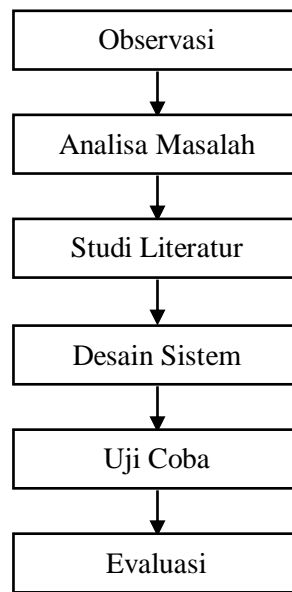 Observasi
Analisa Masalah
Studi Literatur
Desain Sistem
Uji Coba
Evaluasi